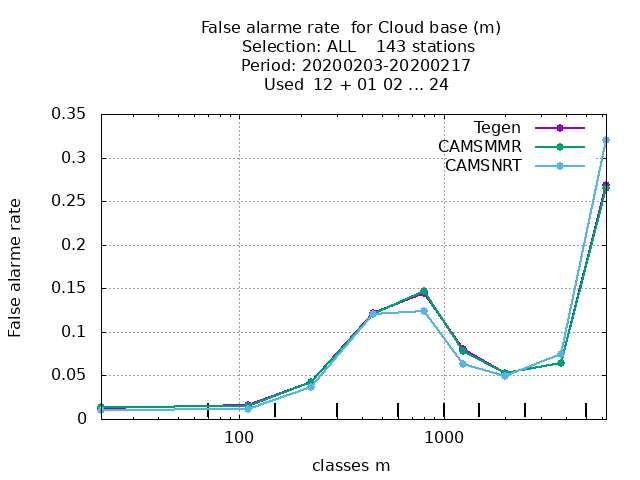 False alarme rate  for Cloud base (m)
Selection: ALL    143 stations
Period: 20200203-20200217
Used  12 + 01 02 ... 24
False alarme rate
0.35
0.3
0.25
0.2
0.15
0.1
0.05
0
Tegen
CAMSMMR
CAMSNRT
100
1000
classes m